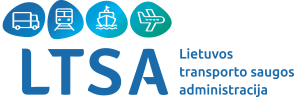 LTSA
Lietuvos
transporto saugos
administracija